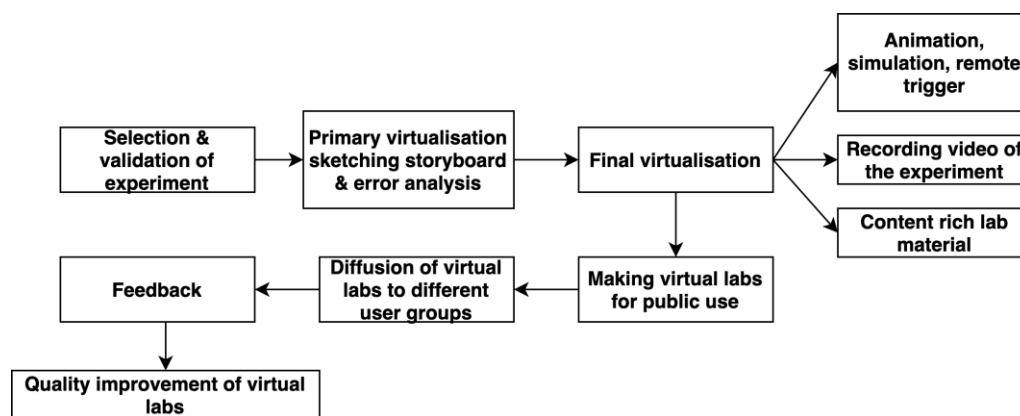 Selection &
validation of
experiment
Primary virtualisation
sketching storyboard
& error analysis
Final virtualisation
Animation,
simulation, remote
trigger
Recording video of
the experiment
Content rich lab
material
Making virtual labs
for public use
Diffusion of virtual
labs to different
user groups
Feedback
Quality improvement of virtual
labs